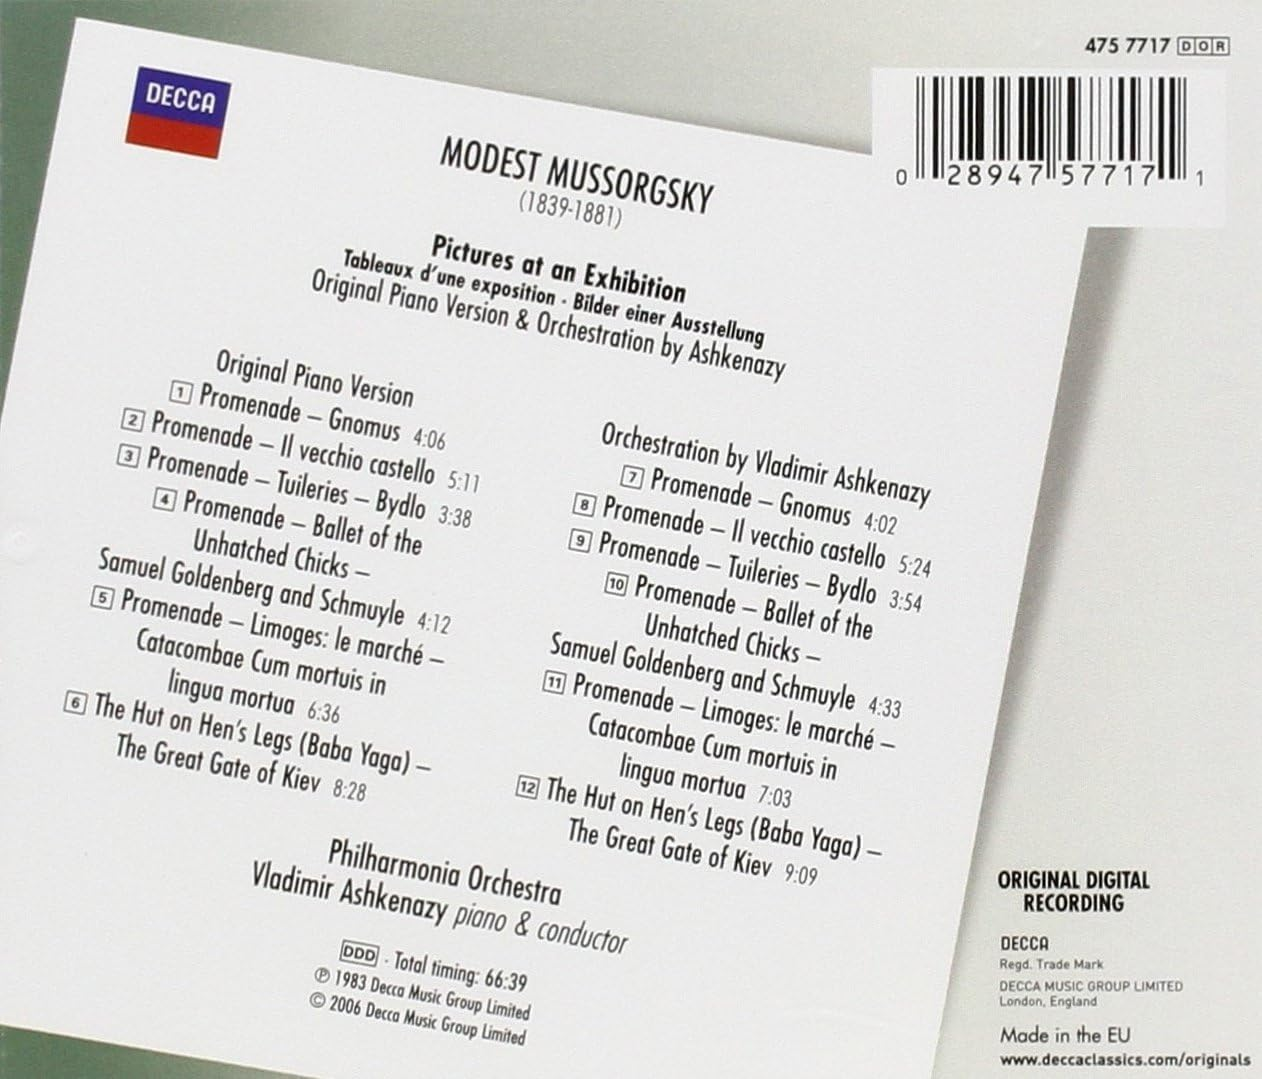 475 7717 DOR
0 28947 57717 1
DECCA
MODEST MUSSORGSKY
(1839-1881)
Pictures at an Exhibition
Tableaux d'une exposition · Bilder einer Ausstellung
Original Piano Version & Orchestration by Ashkenazy
Original Piano Version
1 Promenade – Gnomus 4:06
2 Promenade – Il vecchio castello 5:11
3 Promenade – Tuileries – Bydlo 3:38
4 Promenade – Ballet of the
Unhatched Chicks –
Samuel Goldenberg and Schmuyle 4:12
5 Promenade – Limoges: le marché –
Catacombae Cum mortuis in
lingua mortua 6:36
6 The Hut on Hen's Legs (Baba Yaga) –
The Great Gate of Kiev 8:28
Orchestration by Vladimir Ashkenazy
7 Promenade – Gnomus 4:02
8 Promenade – Il vecchio castello 5:24
9 Promenade – Tuileries – Bydlo 3:54
10 Promenade – Ballet of the
Unhatched Chicks –
Samuel Goldenberg and Schmuyle 4:33
11 Promenade – Limoges: le marché –
Catacombae Cum mortuis in
lingua mortua 7:03
12 The Hut on Hen's Legs (Baba Yaga) –
The Great Gate of Kiev 9:09
Philharmonia Orchestra
Vladimir Ashkenazy piano & conductor
DDD · Total timing: 66:39
℗ 1983 Decca Music Group Limited
© 2006 Decca Music Group Limited
ORIGINAL DIGITAL
RECORDING
DECCA
Regd. Trade Mark
DECCA MUSIC GROUP LIMITED
London, England
Made in the EU
www.deccaclassics.com/originals